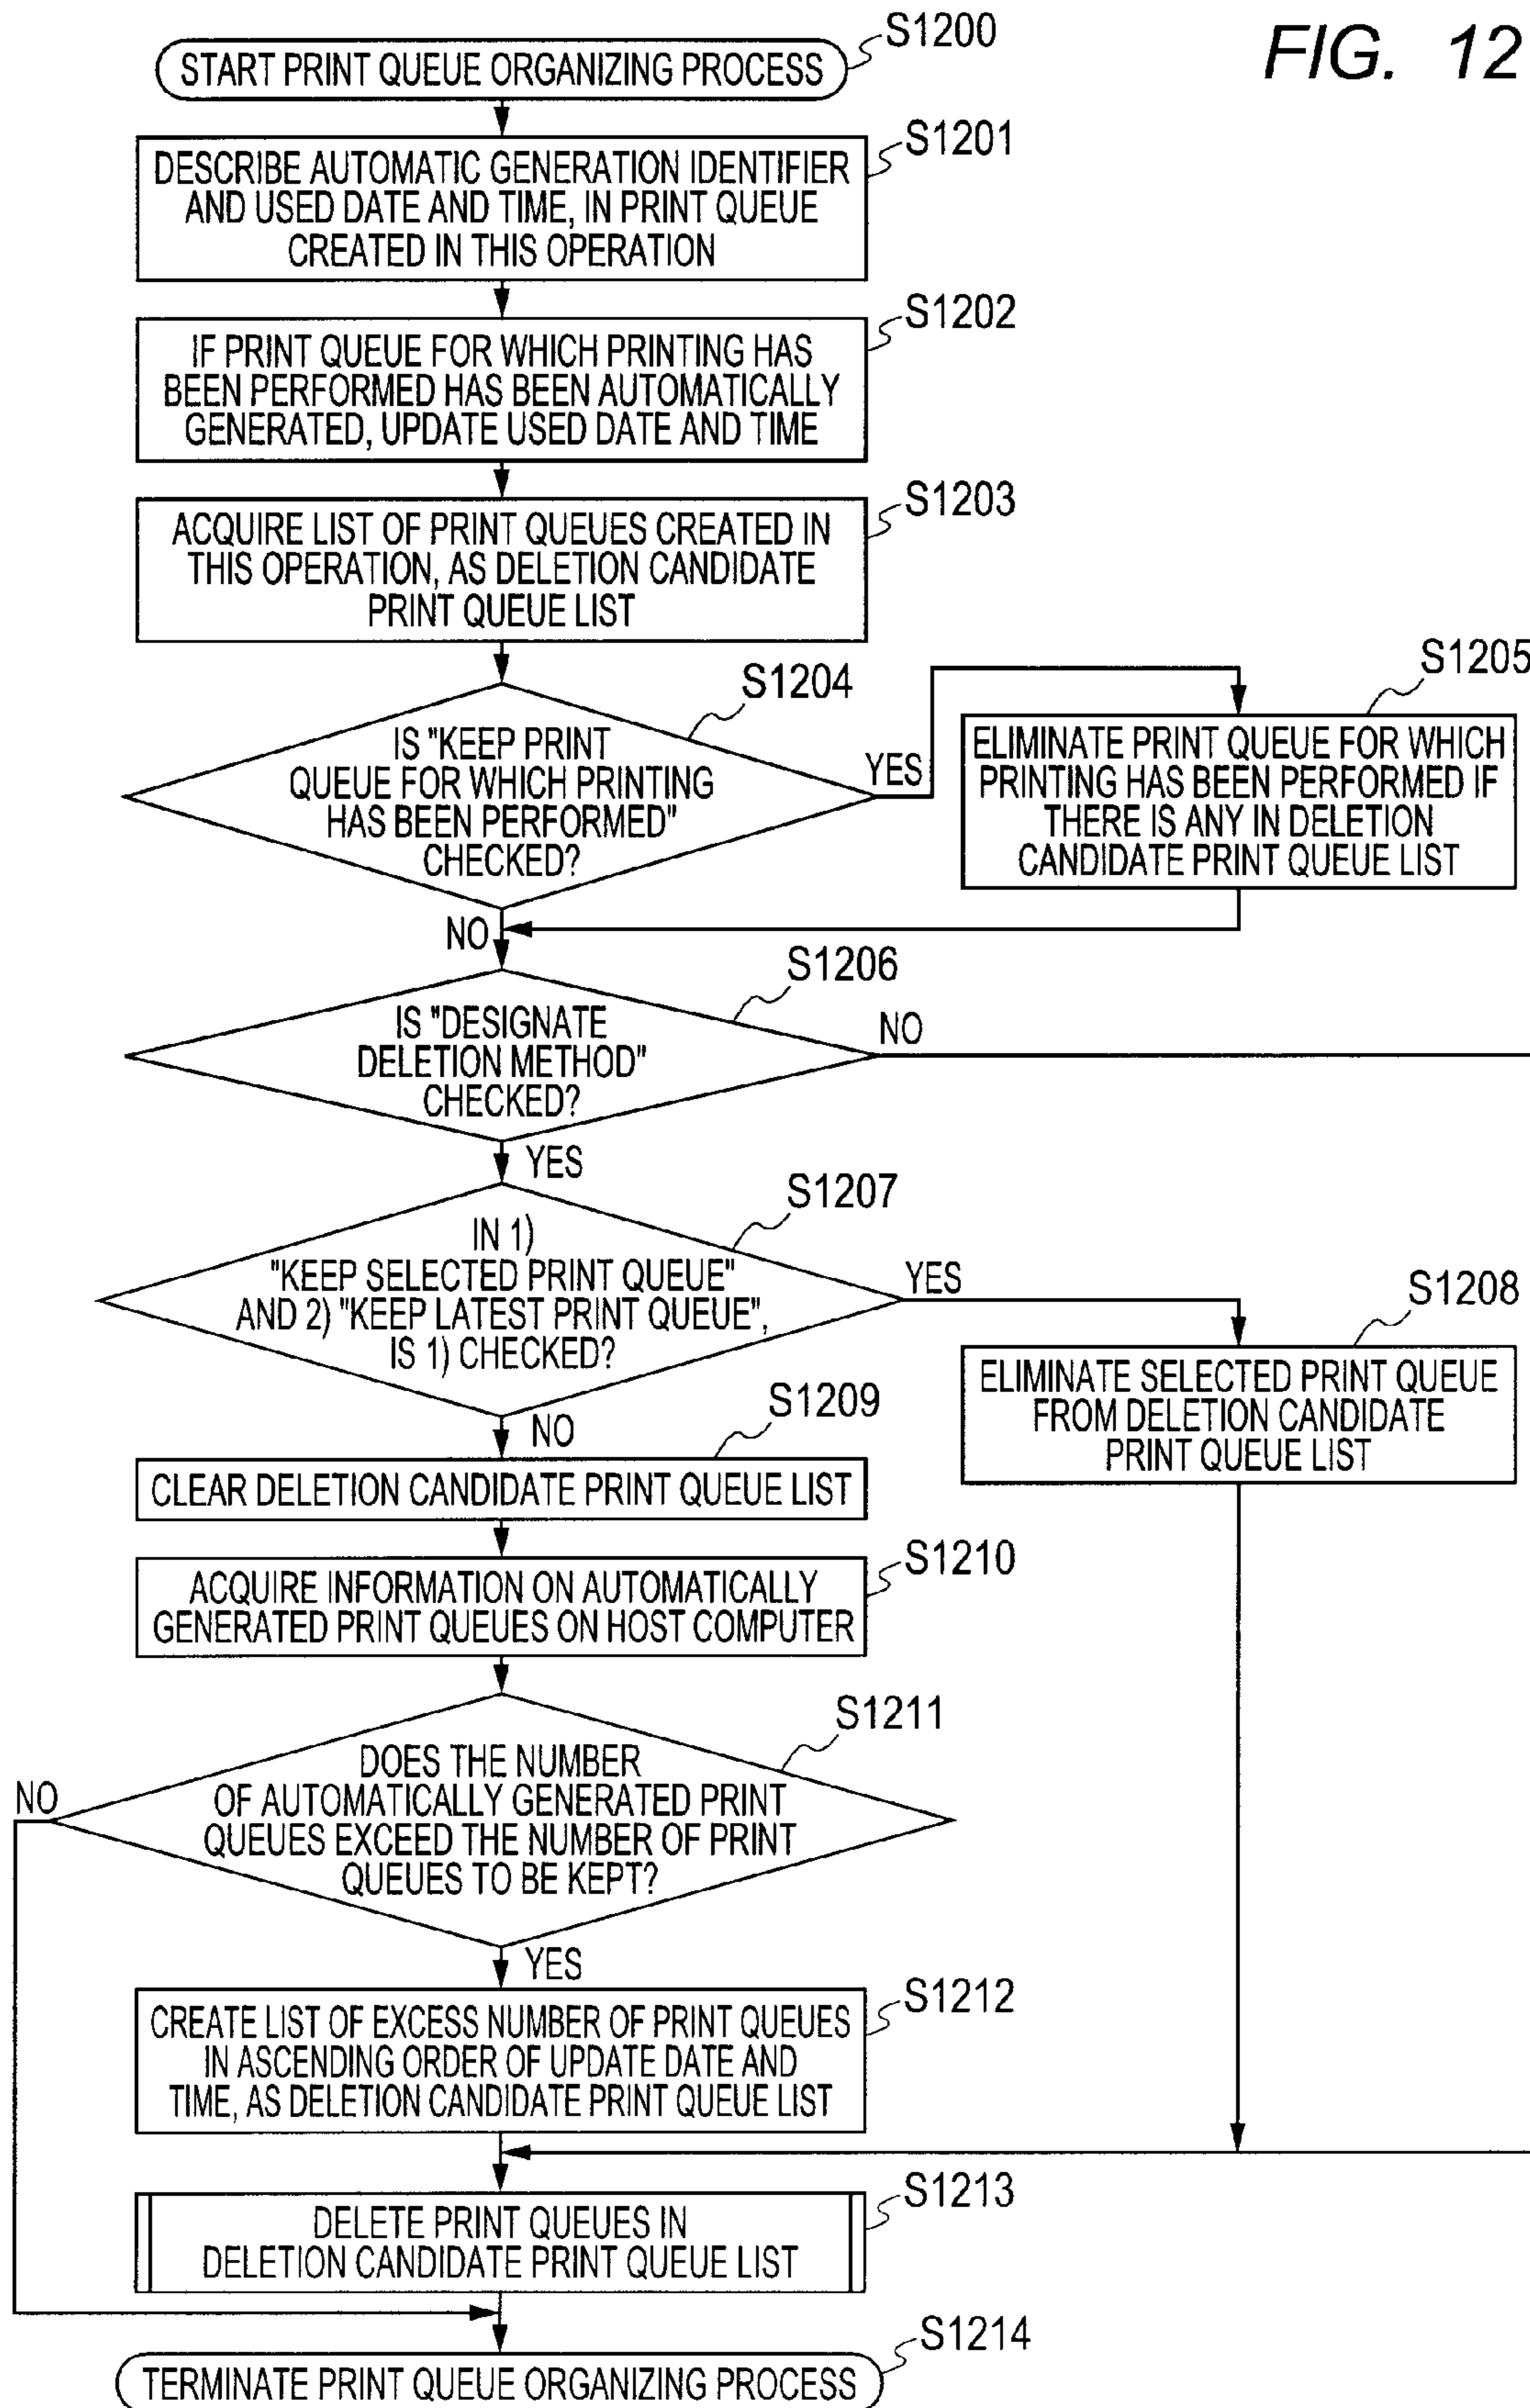 FIG. 12
S1200
START PRINT QUEUE ORGANIZING PROCESS
S1201
DESCRIBE AUTOMATIC GENERATION IDENTIFIER
AND USED DATE AND TIME, IN PRINT QUEUE
CREATED IN THIS OPERATION
S1202
IF PRINT QUEUE FOR WHICH PRINTING HAS
BEEN PERFORMED HAS BEEN AUTOMATICALLY
GENERATED, UPDATE USED DATE AND TIME
S1203
ACQUIRE LIST OF PRINT QUEUES CREATED IN
THIS OPERATION, AS DELETION CANDIDATE
PRINT QUEUE LIST
S1204
IS "KEEP PRINT
QUEUE FOR WHICH PRINTING
HAS BEEN PERFORMED"
CHECKED?
YES
S1205
ELIMINATE PRINT QUEUE FOR WHICH
PRINTING HAS BEEN PERFORMED IF
THERE IS ANY IN DELETION
CANDIDATE PRINT QUEUE LIST
NO
S1206
IS "DESIGNATE
DELETION METHOD"
CHECKED?
NO
YES
S1207
IN 1)
"KEEP SELECTED PRINT QUEUE"
AND 2) "KEEP LATEST PRINT QUEUE",
IS 1) CHECKED?
YES
S1208
ELIMINATE SELECTED PRINT QUEUE
FROM DELETION CANDIDATE
PRINT QUEUE LIST
NO
S1209
CLEAR DELETION CANDIDATE PRINT QUEUE LIST
S1210
ACQUIRE INFORMATION ON AUTOMATICALLY
GENERATED PRINT QUEUES ON HOST COMPUTER
S1211
DOES THE NUMBER
OF AUTOMATICALLY GENERATED PRINT
QUEUES EXCEED THE NUMBER OF PRINT
QUEUES TO BE KEPT?
NO
YES
S1212
CREATE LIST OF EXCESS NUMBER OF PRINT QUEUES
IN ASCENDING ORDER OF UPDATE DATE AND
TIME, AS DELETION CANDIDATE PRINT QUEUE LIST
S1213
DELETE PRINT QUEUES IN
DELETION CANDIDATE PRINT QUEUE LIST
S1214
TERMINATE PRINT QUEUE ORGANIZING PROCESS